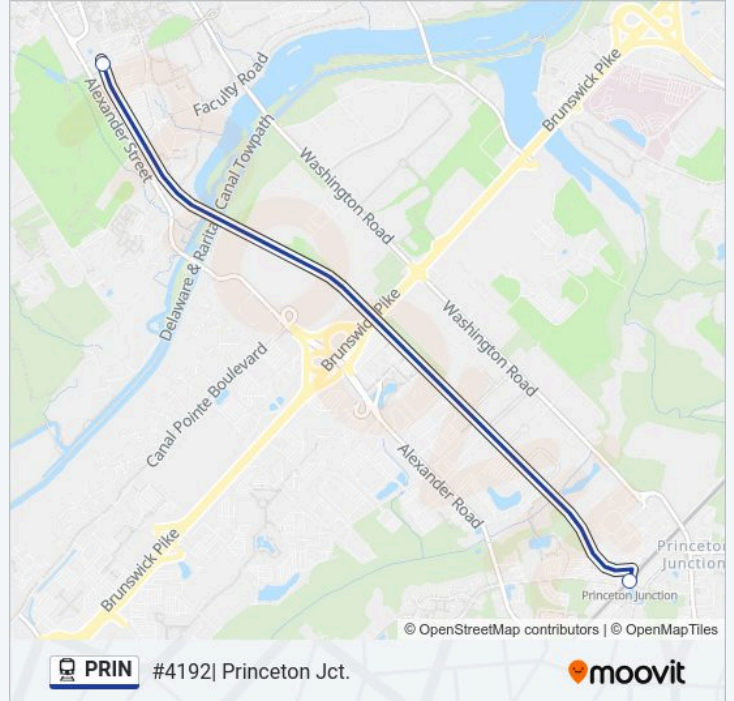 Faculty Road
Alexander Street
Brunswick Pike
Delaware & Raritan Canal Towpath
Washington Road
Brunswick Pike
Washington Road
Canal Pointe Boulevard
Alexander Road
Brunswick Pike
Princeton
Junction
Princeton Junction
© OpenStreetMap contributors | © OpenMapTiles
PRIN #4192| Princeton Jct.
moovit